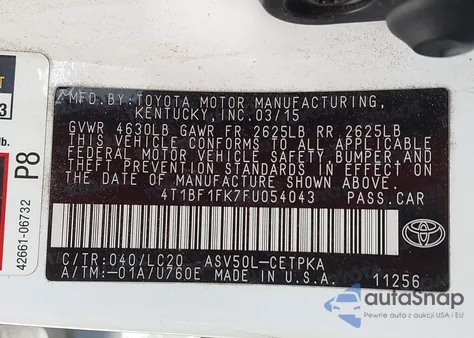 MFD.BY:TOYOTA MOTOR MANUFACTURING,
KENTUCKY, INC.03/15
GVWR 4630LB GAWR FR 2625LB RR 2625LB
THIS VEHICLE CONFORMS TO ALL APPLICABLE
FEDERAL MOTOR VEHICLE SAFETY, BUMPER, AND
THEFT PREVENTION STANDARDS IN EFFECT ON
THE DATE OF MANUFACTURE SHOWN ABOVE.
4T1BF1FK7FU054043 PASS.CAR
C/TR:040/LC20 ASV50L-CETPKA
A/TM:-01A/U760E MADE IN U.S.A. 11256
TOYOTA
P8
42661-06732
3
lb.
autoSnap
Pewne auta z aukcji USA i EU